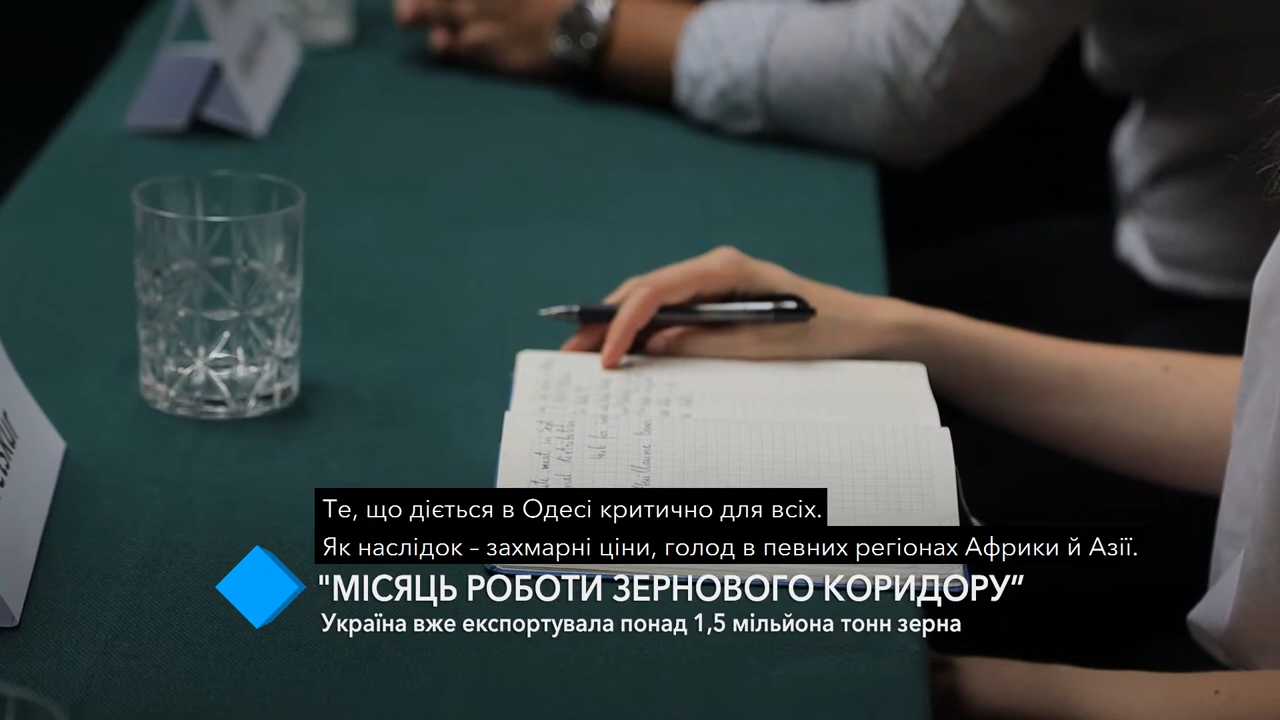 Те, що діється в Одесі критично для всіх.
Як наслідок – захмарні ціни, голод в певних регіонах Африки й Азії.
"МІСЯЦЬ РОБОТИ ЗЕРНОВОГО КОРИДОРУ”
Україна вже експортувала понад 1,5 мільйона тонн зерна